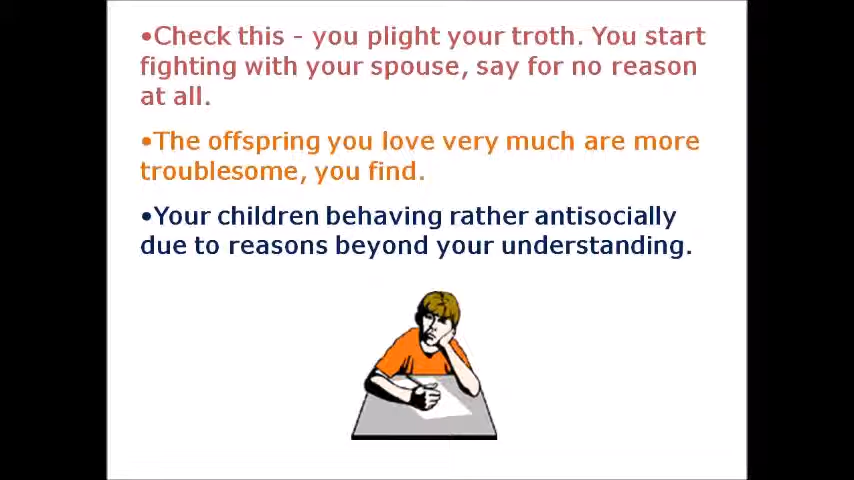 •Check this - you plight your troth. You start
fighting with your spouse, say for no reason
at all.
•The offspring you love very much are more
troublesome, you find.
•Your children behaving rather antisocially
due to reasons beyond your understanding.